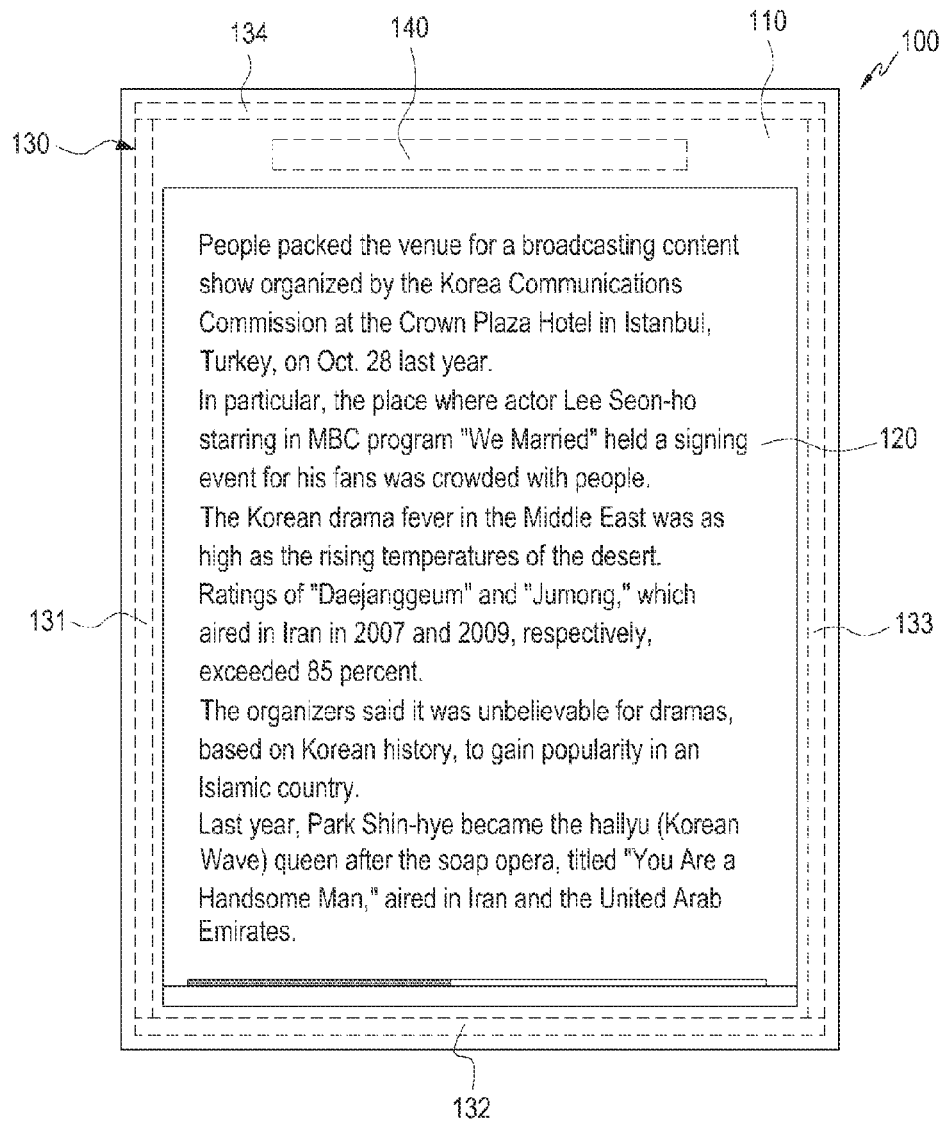 134
140
110
100
130
People packed the venue for a broadcasting content
show organized by the Korea Communications
Commission at the Crown Plaza Hotel in Istanbul,
Turkey, on Oct. 28 last year.
In particular, the place where actor Lee Seon-ho
starring in MBC program "We Married" held a signing
120
event for his fans was crowded with people.
The Korean drama fever in the Middle East was as
high as the rising temperatures of the desert.
Ratings of "Daejanggeum" and "Jumong," which
131
aired in Iran in 2007 and 2009, respectively,
133
exceeded 85 percent.
The organizers said it was unbelievable for dramas,
based on Korean history, to gain popularity in an
Islamic country.
Last year, Park Shin-hye became the hallyu (Korean
Wave) queen after the soap opera, titled "You Are a
Handsome Man," aired in Iran and the United Arab
Emirates.
132